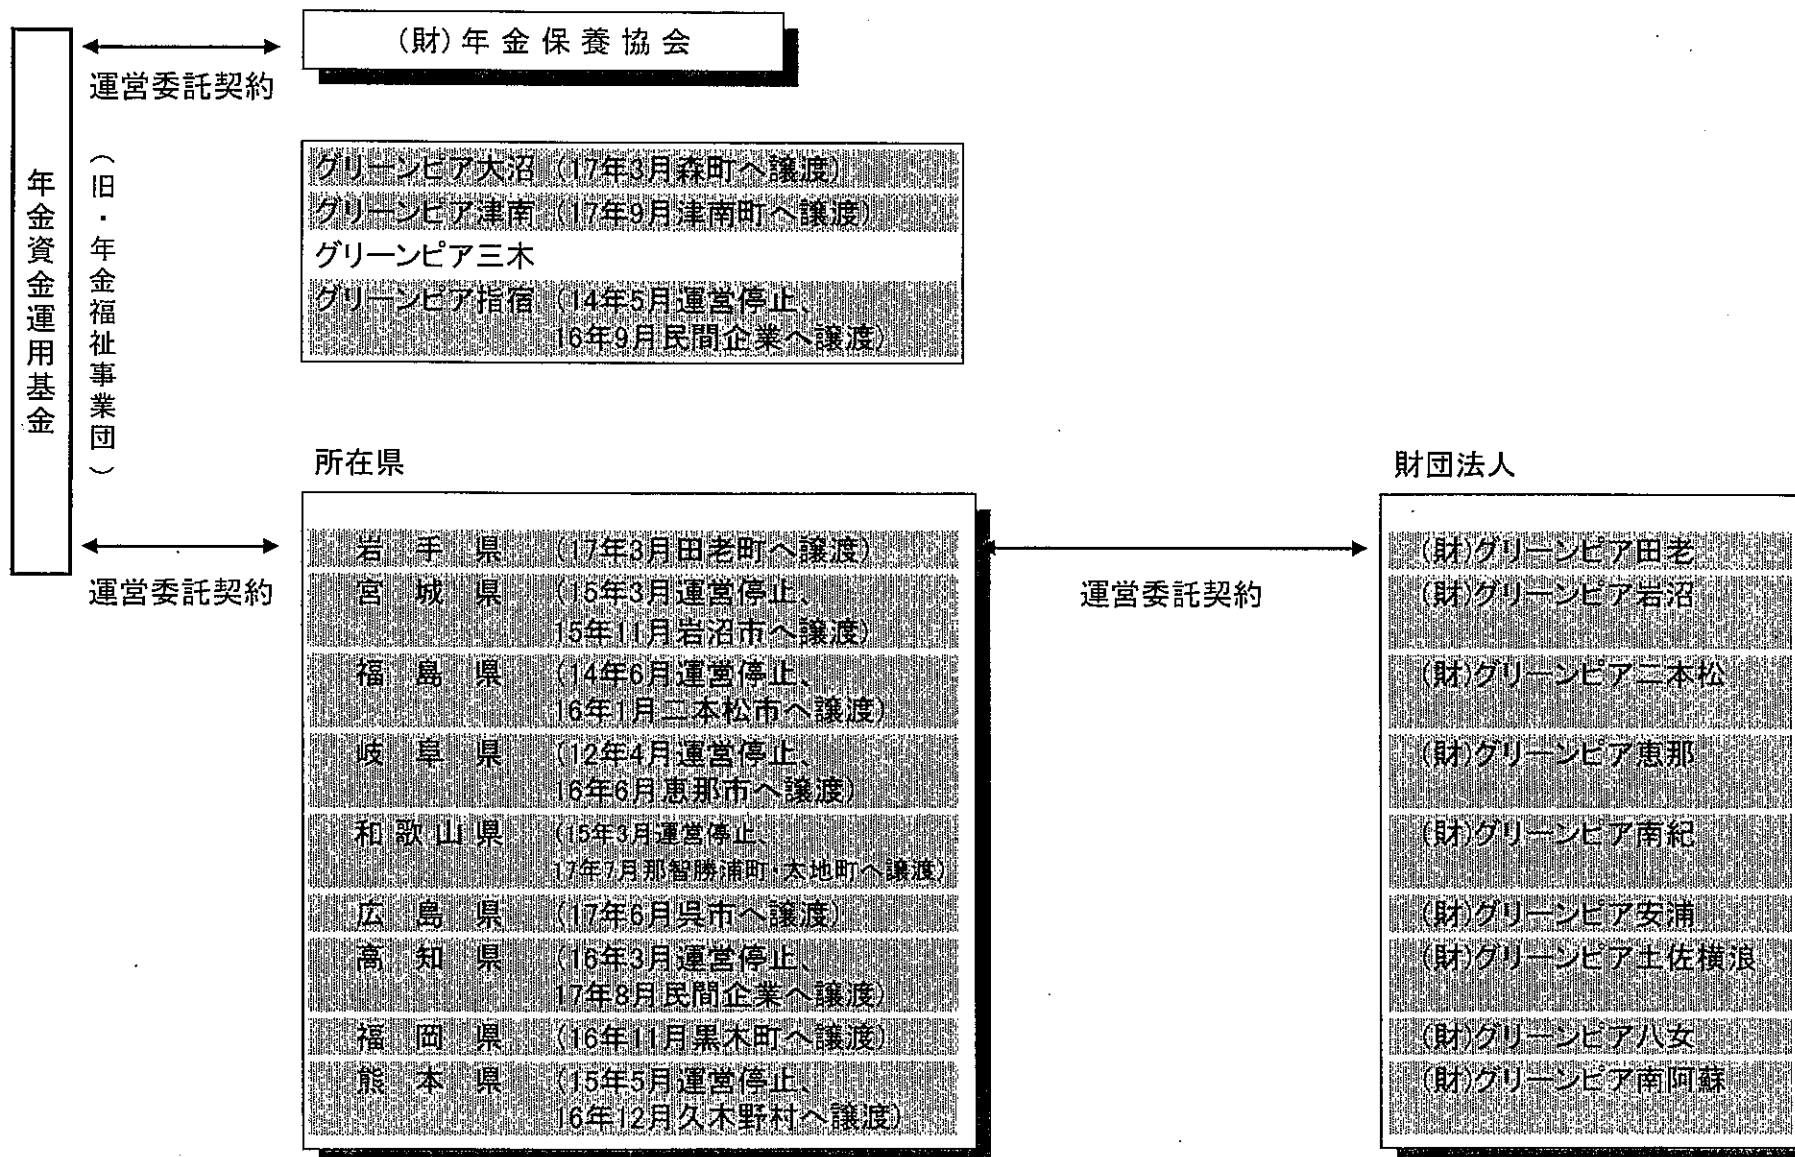 年金資金運用基金
（旧・年金福祉事業団）
(財)年金保養協会
運営委託契約
グリーンピア大沼 (17年3月森町へ譲渡)
グリーンピア津南 (17年9月津南町へ譲渡)
グリーンピア三木
グリーンピア指宿 (14年5月運営停止、
16年9月民間企業へ譲渡)
所在県
運営委託契約
岩手県 (17年3月田老町へ譲渡)
宮城県 (15年3月運営停止、
15年11月岩沼市へ譲渡)
福島県 (14年6月運営停止、
16年1月二本松市へ譲渡)
岐阜県 (12年4月運営停止、
16年6月恵那市へ譲渡)
和歌山県 (15年3月運営停止、
17年7月那智勝浦町・太地町へ譲渡)
広島県 (17年6月呉市へ譲渡)
高知県 (16年3月運営停止、
17年8月民間企業へ譲渡)
福岡県 (16年11月黒木町へ譲渡)
熊本県 (15年5月運営停止、
16年12月久木野村へ譲渡)
運営委託契約
財団法人
(財)グリーンピア田老
(財)グリーンピア岩沼
(財)グリーンピア二本松
(財)グリーンピア恵那
(財)グリーンピア南紀
(財)グリーンピア安浦
(財)グリーンピア土佐横浪
(財)グリーンピア八女
(財)グリーンピア南阿蘇